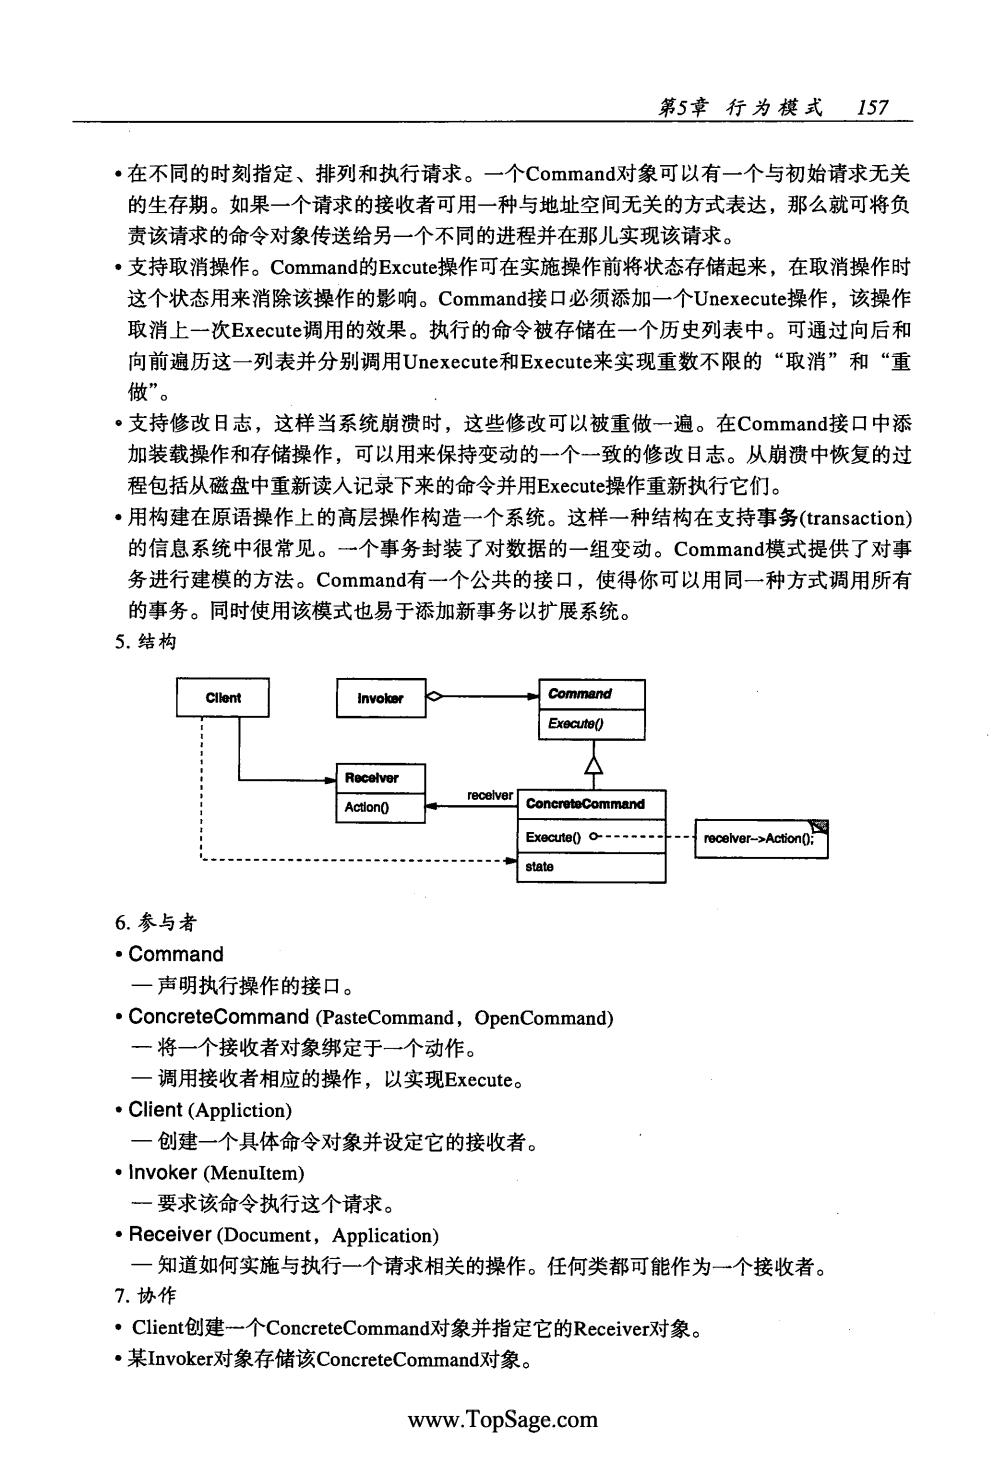 第5章 行为模式 157
• 在不同的时刻指定、排列和执行请求。一个Command对象可以有一个与初始请求无关
的生存期。如果一个请求的接收者可用一种与地址空间无关的方式表达，那么就可将负
责该请求的命令对象传送给另一个不同的进程并在那儿实现该请求。
• 支持取消操作。Command的Excute操作可在实施操作前将状态存储起来，在取消操作时
这个状态用来消除该操作的影响。Command接口必须添加一个Unexecute操作，该操作
取消上一次Execute调用的效果。执行的命令被存储在一个历史列表中。可通过向后和
向前遍历这一列表并分别调用Unexecute和Execute来实现重数不限的“取消”和“重
做”。
• 支持修改日志，这样当系统崩溃时，这些修改可以被重做一遍。在Command接口中添
加装载操作和存储操作，可以用来保持变动的一个一致的修改日志。从崩溃中恢复的过
程包括从磁盘中重新读入记录下来的命令并用Execute操作重新执行它们。
• 用构建在原语操作上的高层操作构造一个系统。这样一种结构在支持事务(transaction)
的信息系统中很常见。一个事务封装了对数据的一组变动。Command模式提供了对事
务进行建模的方法。Command有一个公共的接口，使得你可以用同一种方式调用所有
的事务。同时使用该模式也易于添加新事务以扩展系统。
5. 结构
Client
Invoker
Command
Execute()
Receiver
Action()
receiver
ConcreteCommand
Execute()
state
receiver->Action();
6. 参与者
• Command
— 声明执行操作的接口。
• ConcreteCommand (PasteCommand，OpenCommand)
— 将一个接收者对象绑定于一个动作。
— 调用接收者相应的操作，以实现Execute。
• Client (Appliction)
— 创建一个具体命令对象并设定它的接收者。
• Invoker (MenuItem)
— 要求该命令执行这个请求。
• Receiver (Document，Application)
— 知道如何实施与执行一个请求相关的操作。任何类都可能作为一个接收者。
7. 协作
• Client创建一个ConcreteCommand对象并指定它的Receiver对象。
• 某Invoker对象存储该ConcreteCommand对象。
www.TopSage.com